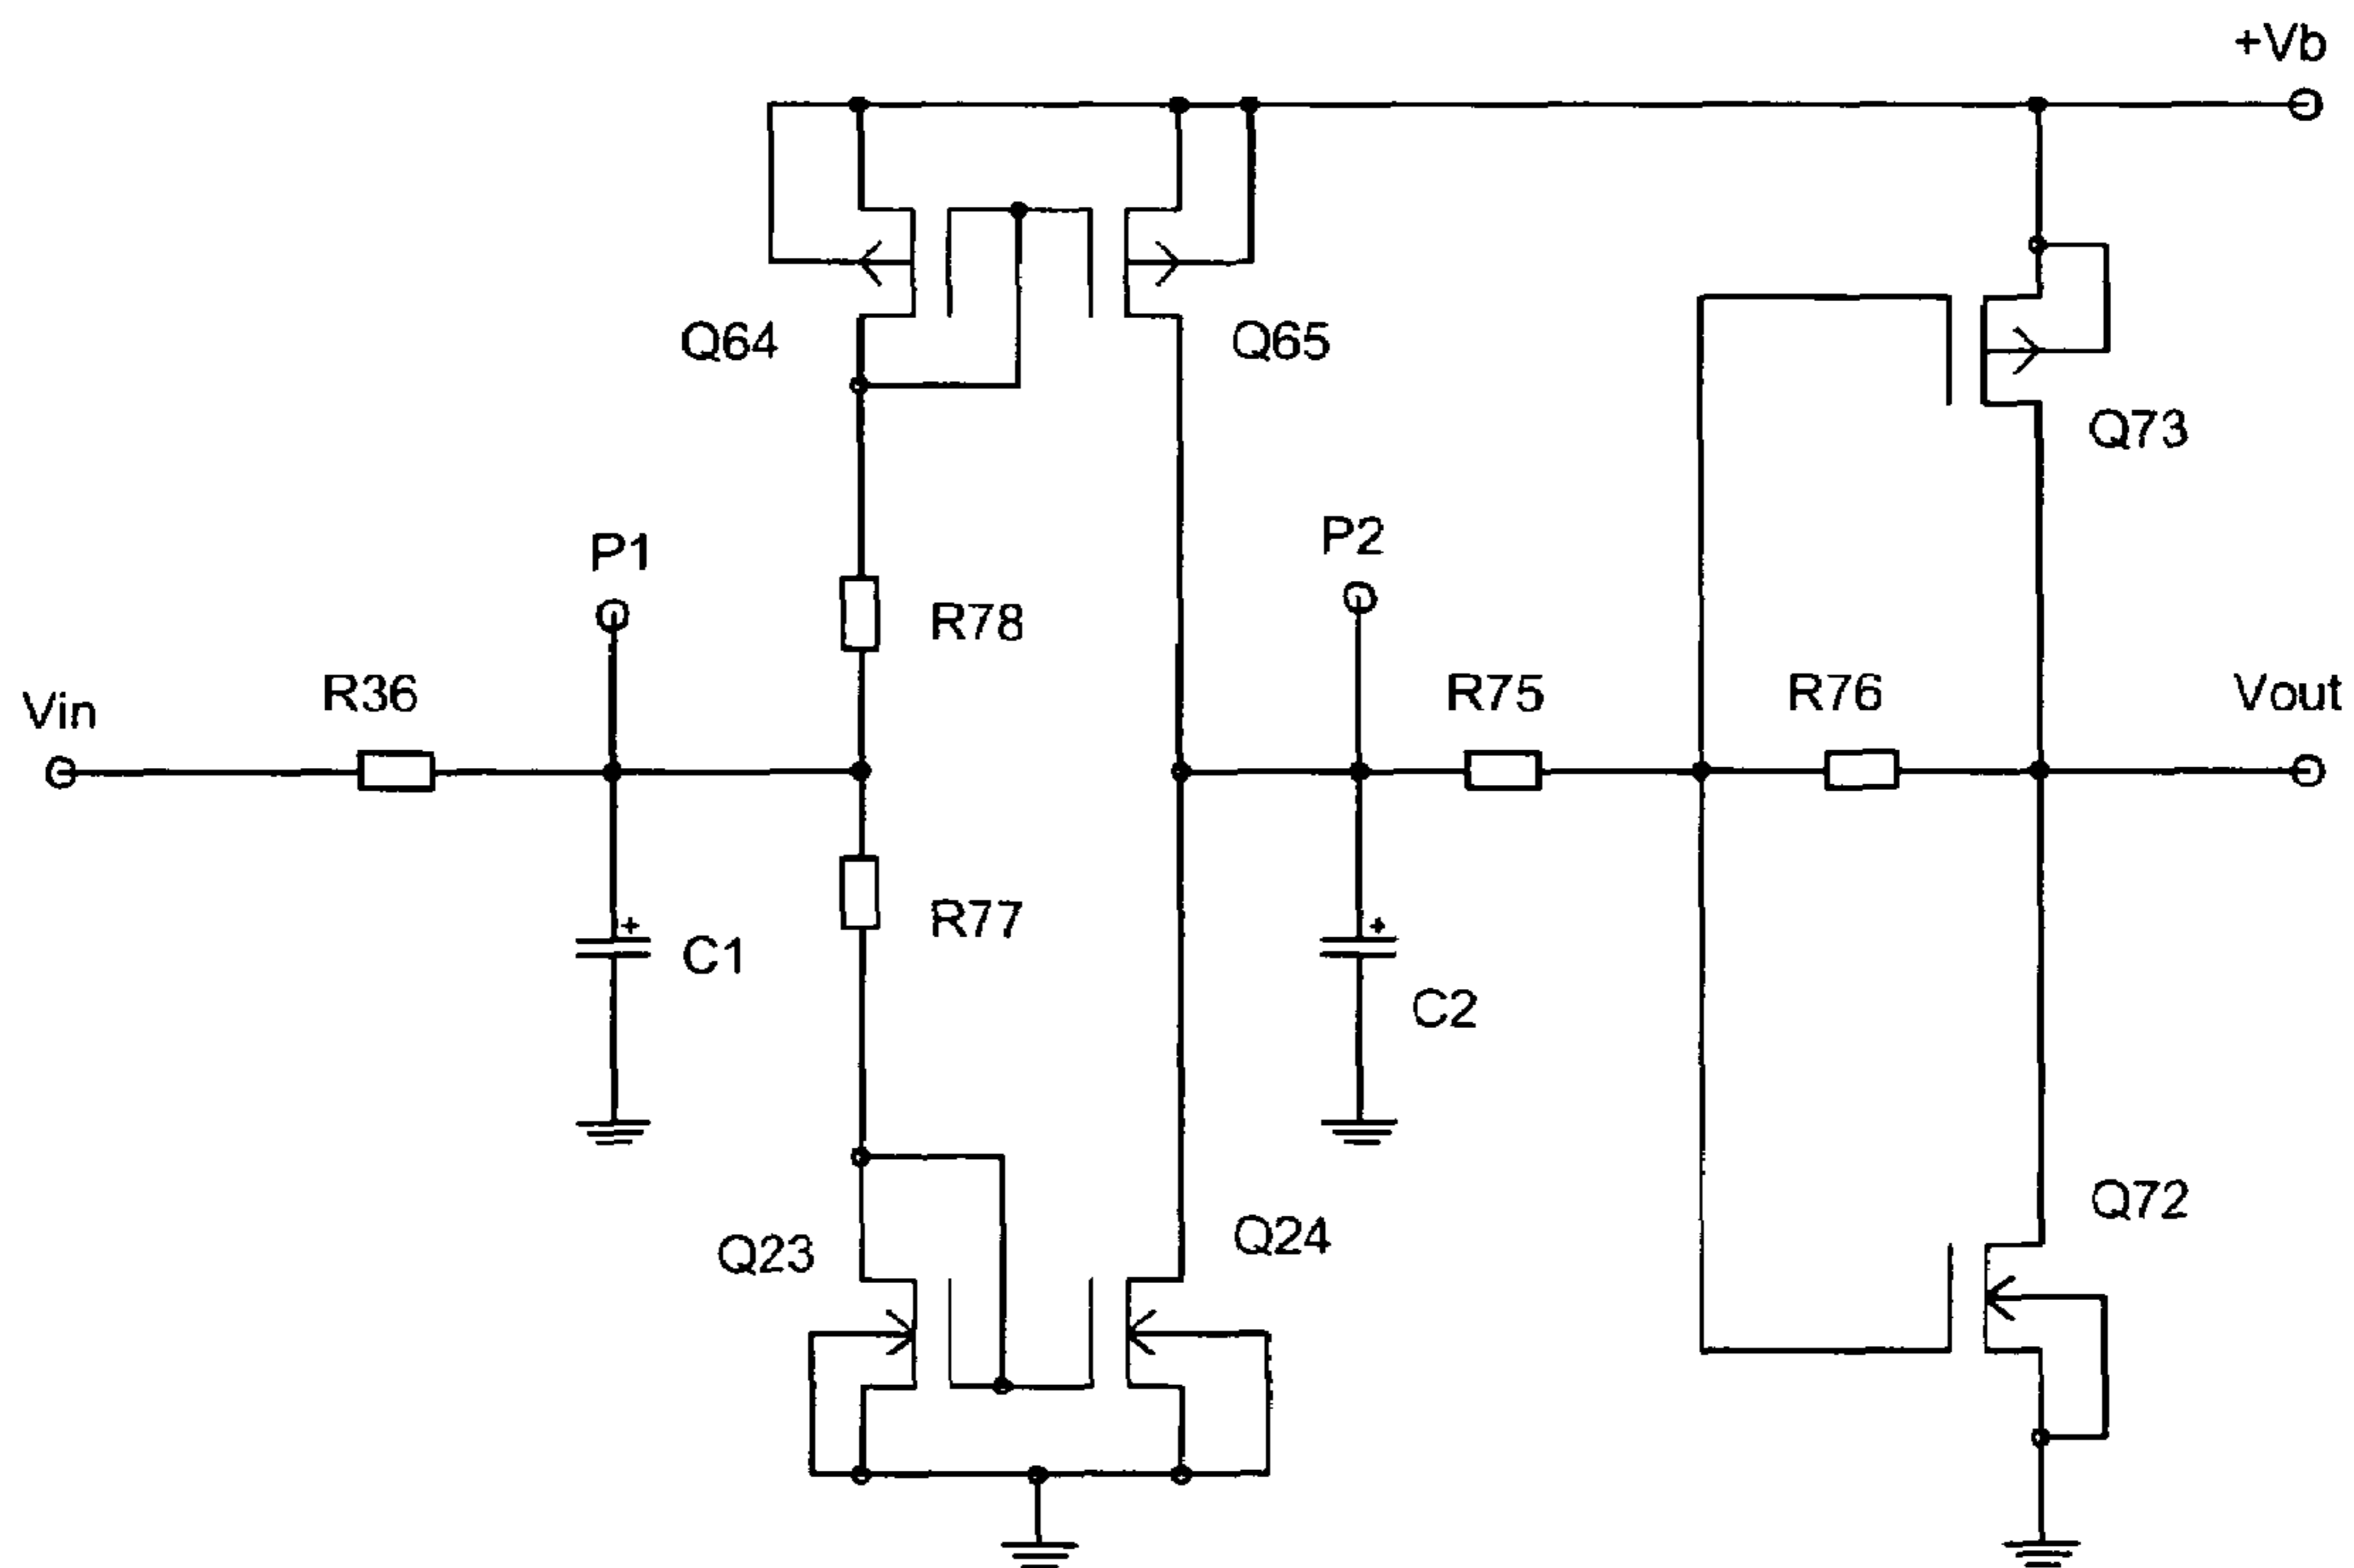 +Vb
Q64
Q65
Q73
P1
P2
R78
Vin
R36
R75
R76
Vout
R77
+
C1
+
C2
Q23
Q24
Q72